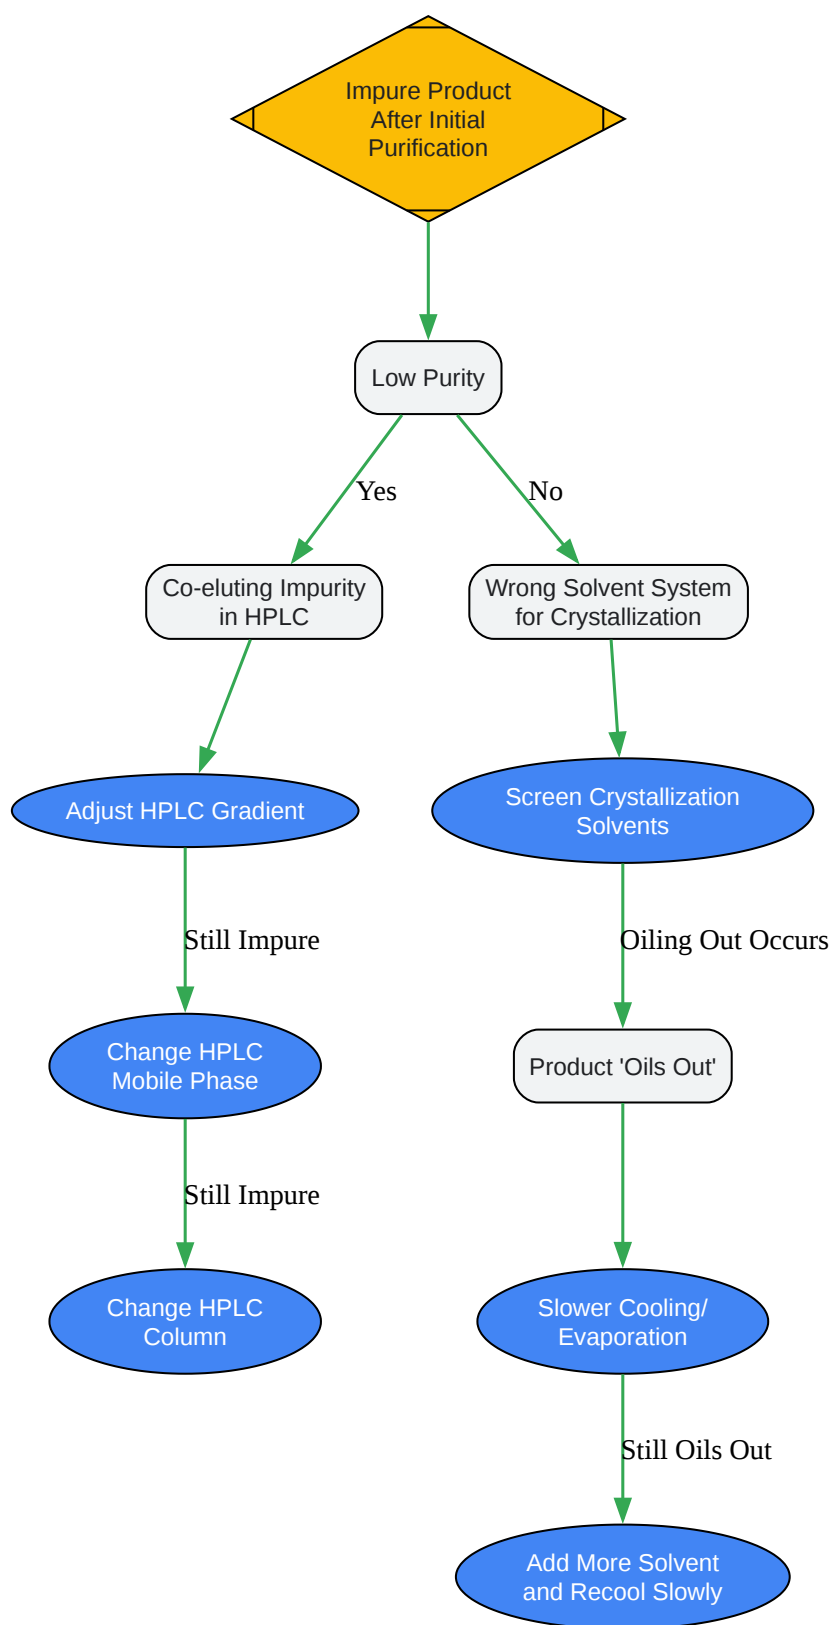 Impure Product
After Initial
Purification
Low Purity
Yes
No
Co-eluting Impurity
in HPLC
Wrong Solvent System
for Crystallization
Adjust HPLC Gradient
Screen Crystallization
Solvents
Still Impure
Oiling Out Occurs
Change HPLC
Mobile Phase
Product 'Oils Out'
Still Impure
Change HPLC
Column
Slower Cooling/
Evaporation
Still Oils Out
Add More Solvent
and Recool Slowly